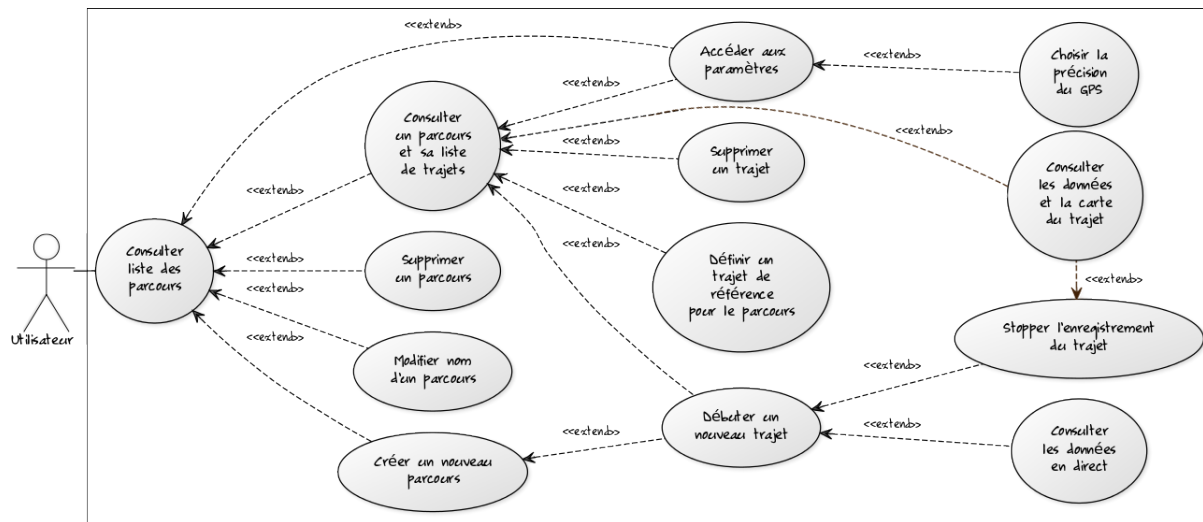 <<extend>>
Accéder aux
paramètres
<<extend>>
Choisir la
précision
du GPS
<<extend>>
Consulter
un parcours
et sa liste
de trajets
<<extend>>
Supprimer
un trajet
<<extend>>
Consulter
les données
et la carte
du trajet
<<extend>>
<<extend>>
Consulter
liste des
parcours
Utilisateur
<<extend>>
Supprimer
un parcours
<<extend>>
<<extend>>
Définir un
trajet de
référence
pour le parcours
<<extend>>
<<extend>>
Stopper l'enregistrement
du trajet
<<extend>>
Modifier nom
d'un parcours
<<extend>>
Débuter un
nouveau trajet
<<extend>>
Consulter
les données
en direct
<<extend>>
Créer un nouveau
parcours